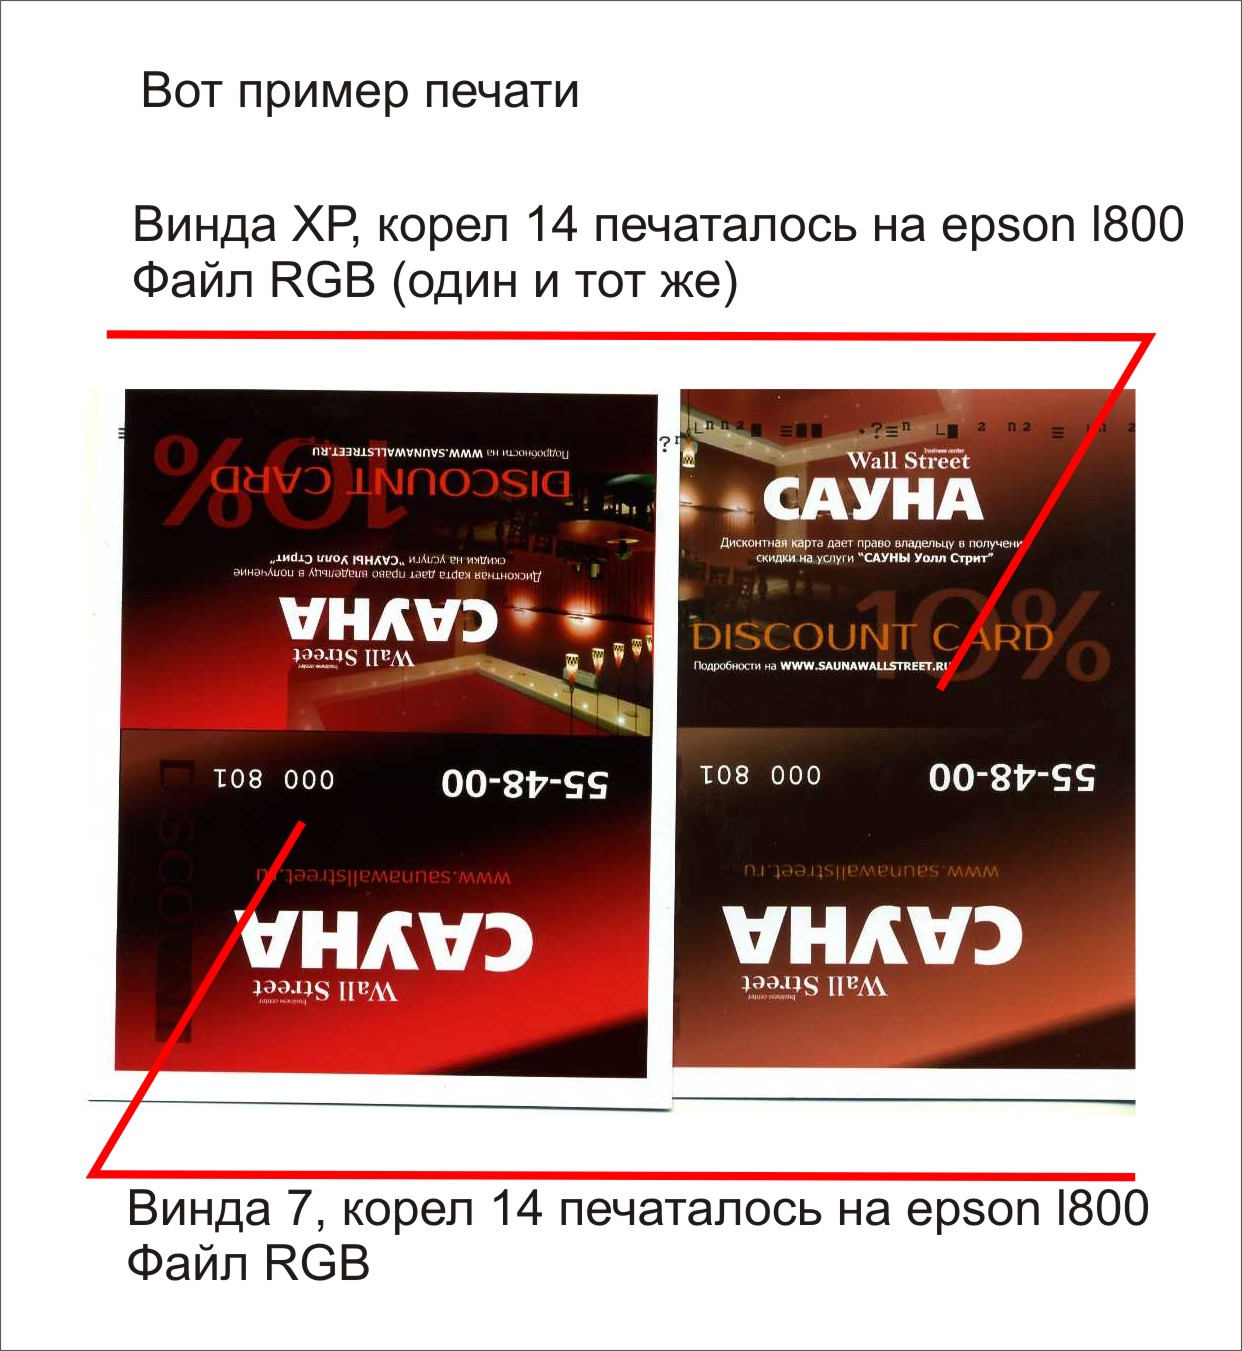 Вот пример печати
Винда XP, корел 14 печаталось на epson l800
Файл RGB (один и тот же)
Подробности на WWW.SAUNAWALLSTREET.RU
10%
DISCOUNT CARD
скидки на услуги "САУНЫ Уолл Стрит"
Дисконтная карта дает право владельцу в получение
САУНА
Wall Street
business center
108 000
55-48-00
DISCOUNT
www.saunawallstreet.ru
САУНА
Wall Street
business center
business center
Wall Street
САУНА
Дисконтная карта дает право владельцу в получени
скидки на услуги "САУНЫ Уолл Стрит"
10%
DISCOUNT CARD
Подробности на WWW.SAUNAWALLSTREET.RU
108 000
55-48-00
www.saunawallstreet.ru
САУНА
Wall Street
business center
Винда 7, корел 14 печаталось на epson l800
Файл RGB